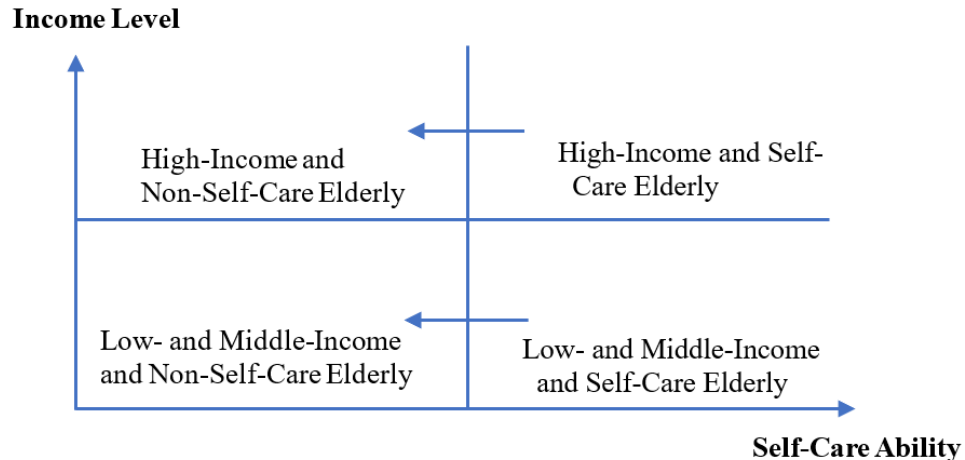 Income Level
High-Income and
Non-Self-Care Elderly
High-Income and Self-
Care Elderly
Low- and Middle-Income
and Non-Self-Care Elderly
Low- and Middle-Income
and Self-Care Elderly
Self-Care Ability